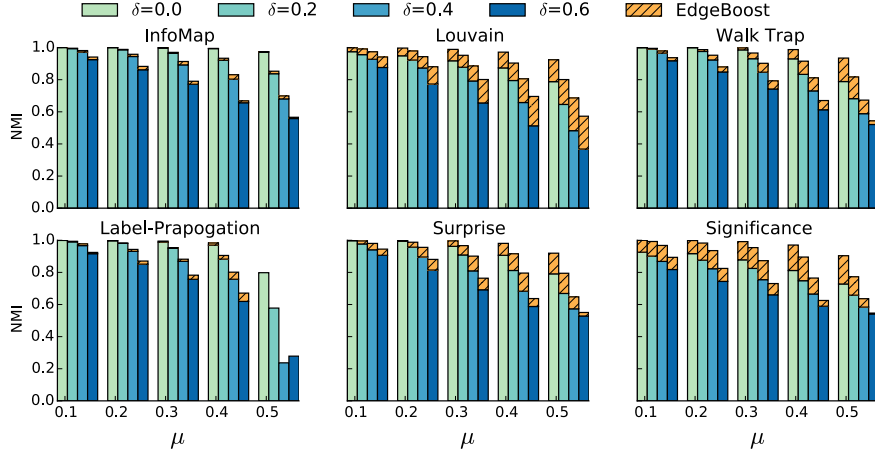 δ=0.0 δ=0.2 δ=0.4 δ=0.6 EdgeBoost
InfoMap Louvain Walk Trap
1.0
0.8
0.6
0.4
0.2
0.0
NMI
Label-Prapogation Surprise Significance
1.0
0.8
0.6
0.4
0.2
0.0
NMI
0.1 0.2 0.3 0.4 0.5 0.1 0.2 0.3 0.4 0.5 0.1 0.2 0.3 0.4 0.5
μ μ μ